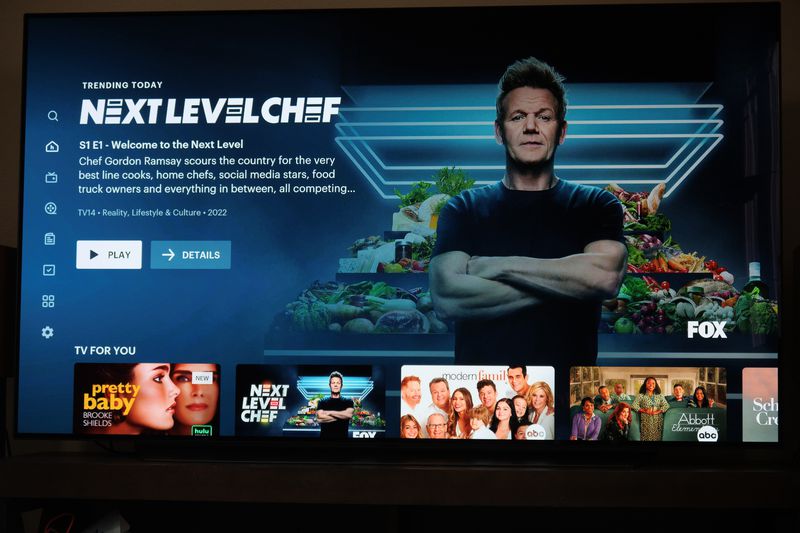 TRENDING TODAY
NEXT LEVEL CHEF
S1 E1 - Welcome to the Next Level
Chef Gordon Ramsay scours the country for the very
best line cooks, home chefs, social media stars, food
truck owners and everything in between, all competing...
TV14 • Reality, Lifestyle & Culture • 2022
PLAY
DETAILS
FOX
TV FOR YOU
pretty
baby
BROOKE
SHIELDS
NEW
hulu
NEXT
LEVEL
CHEF
FOX
modern family
abc
Abbott
Elementary
abc